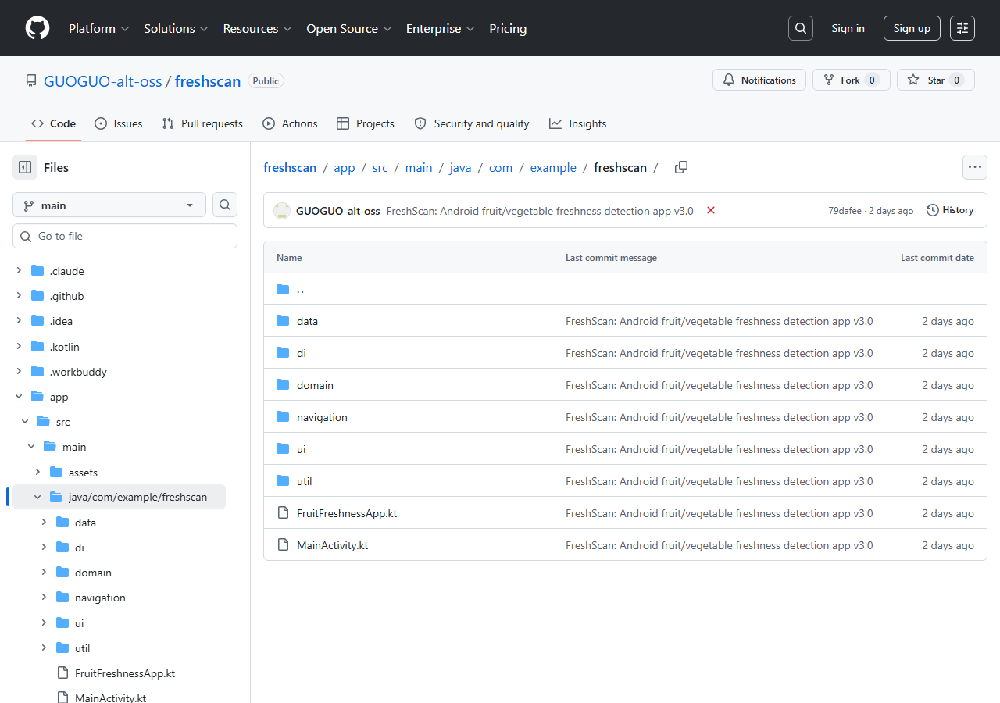 Platform Solutions Resources Open Source Enterprise Pricing Sign in Sign up
GUOGUO-alt-oss / freshscan Public Notifications Fork 0 Star 0
Code Issues Pull requests Actions Projects Security and quality Insights
Files
main
Go to file
.claude
.github
.idea
.kotlin
.workbuddy
app
src
main
assets
java/com/example/freshscan
data
di
domain
navigation
ui
util
FruitFreshnessApp.kt
MainActivity.kt
freshscan / app / src / main / java / com / example / freshscan /
GUOGUO-alt-oss FreshScan: Android fruit/vegetable freshness detection app v3.0 79dafee · 2 days ago History
Name Last commit message Last commit date
..
data FreshScan: Android fruit/vegetable freshness detection app v3.0 2 days ago
di FreshScan: Android fruit/vegetable freshness detection app v3.0 2 days ago
domain FreshScan: Android fruit/vegetable freshness detection app v3.0 2 days ago
navigation FreshScan: Android fruit/vegetable freshness detection app v3.0 2 days ago
ui FreshScan: Android fruit/vegetable freshness detection app v3.0 2 days ago
util FreshScan: Android fruit/vegetable freshness detection app v3.0 2 days ago
FruitFreshnessApp.kt FreshScan: Android fruit/vegetable freshness detection app v3.0 2 days ago
MainActivity.kt FreshScan: Android fruit/vegetable freshness detection app v3.0 2 days ago